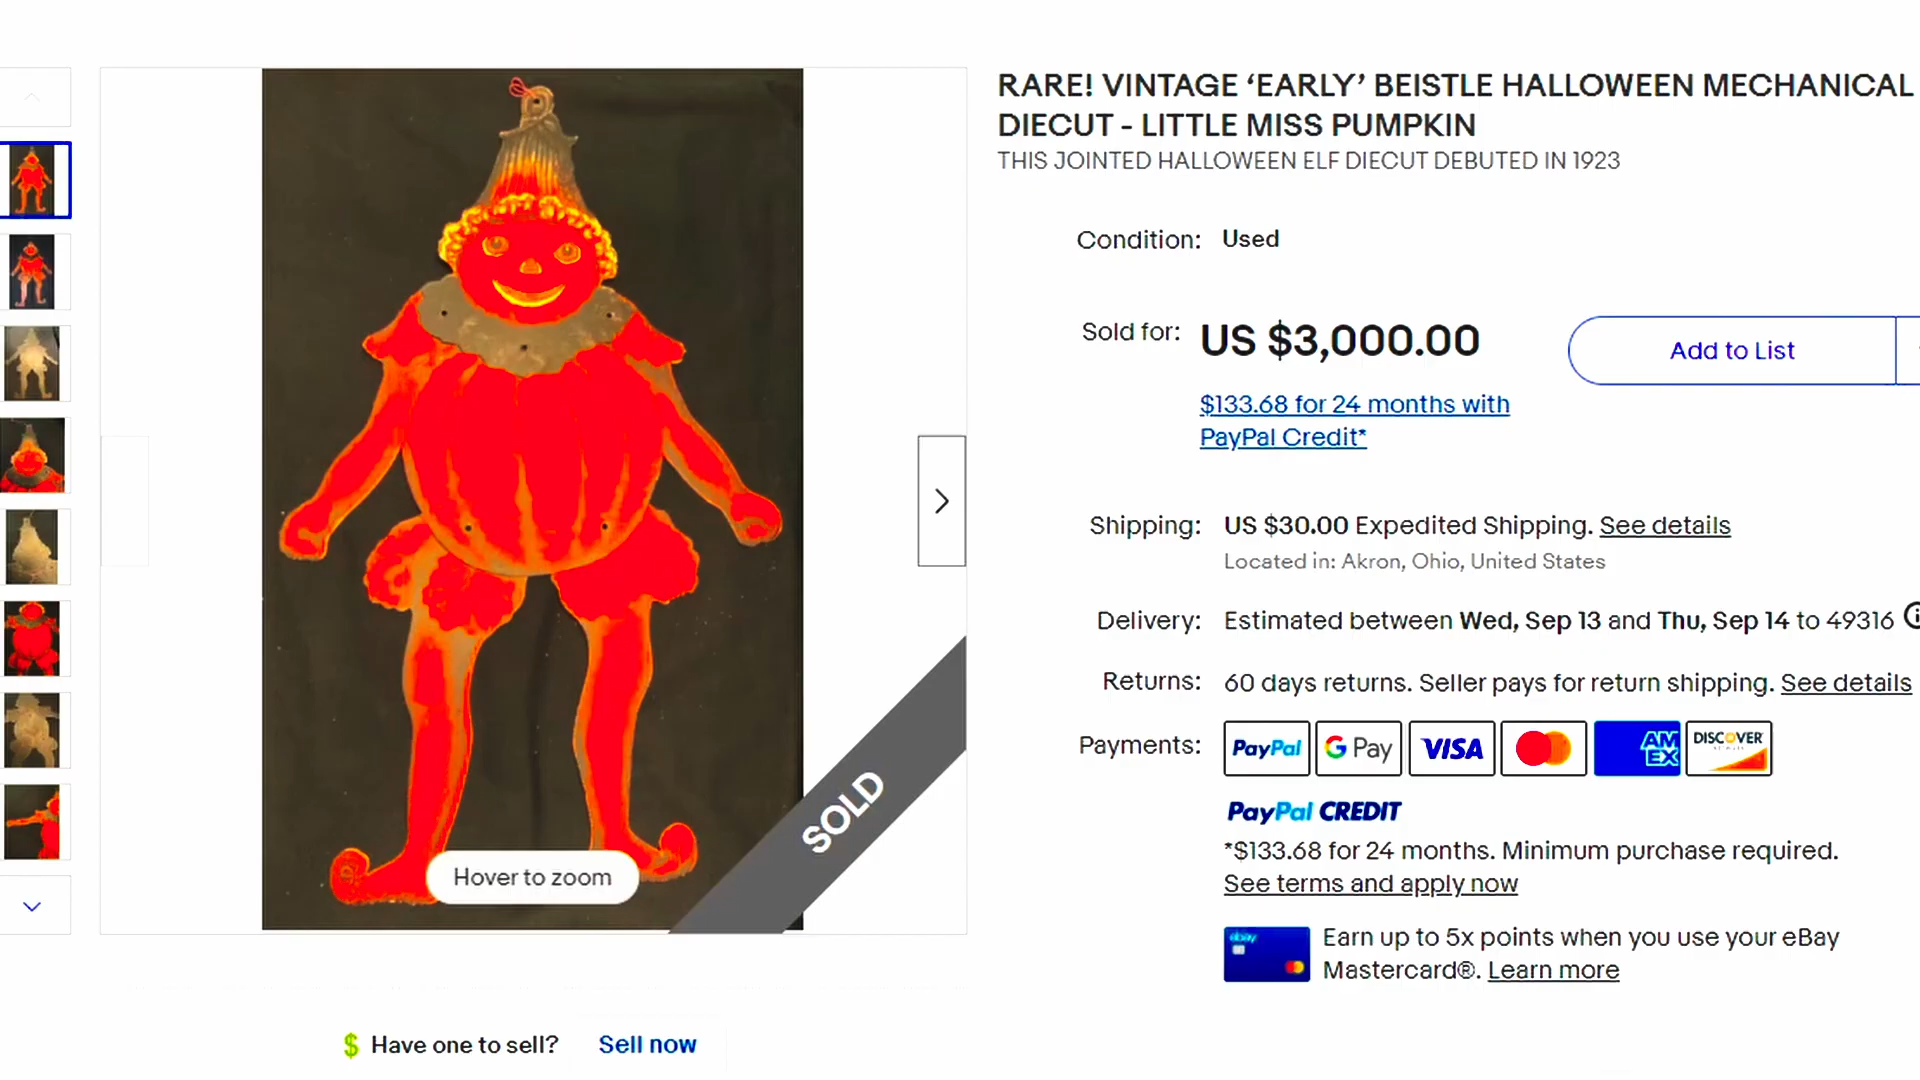 RARE! VINTAGE ‘EARLY’ BEISTLE HALLOWEEN MECHANICAL
DIECUT - LITTLE MISS PUMPKIN
THIS JOINTED HALLOWEEN ELF DIECUT DEBUTED IN 1923
Condition: Used
Sold for: US $3,000.00
Add to List
$133.68 for 24 months with
PayPal Credit*
Shipping: US $30.00 Expedited Shipping. See details
Located in: Akron, Ohio, United States
Delivery: Estimated between Wed, Sep 13 and Thu, Sep 14 to 49316
Returns: 60 days returns. Seller pays for return shipping. See details
Payments: PayPal G Pay VISA AM EX DISCOVER
PayPal CREDIT
*$133.68 for 24 months. Minimum purchase required.
See terms and apply now
ebay
Earn up to 5x points when you use your eBay
Mastercard®. Learn more
SOLD
Hover to zoom
$ Have one to sell? Sell now